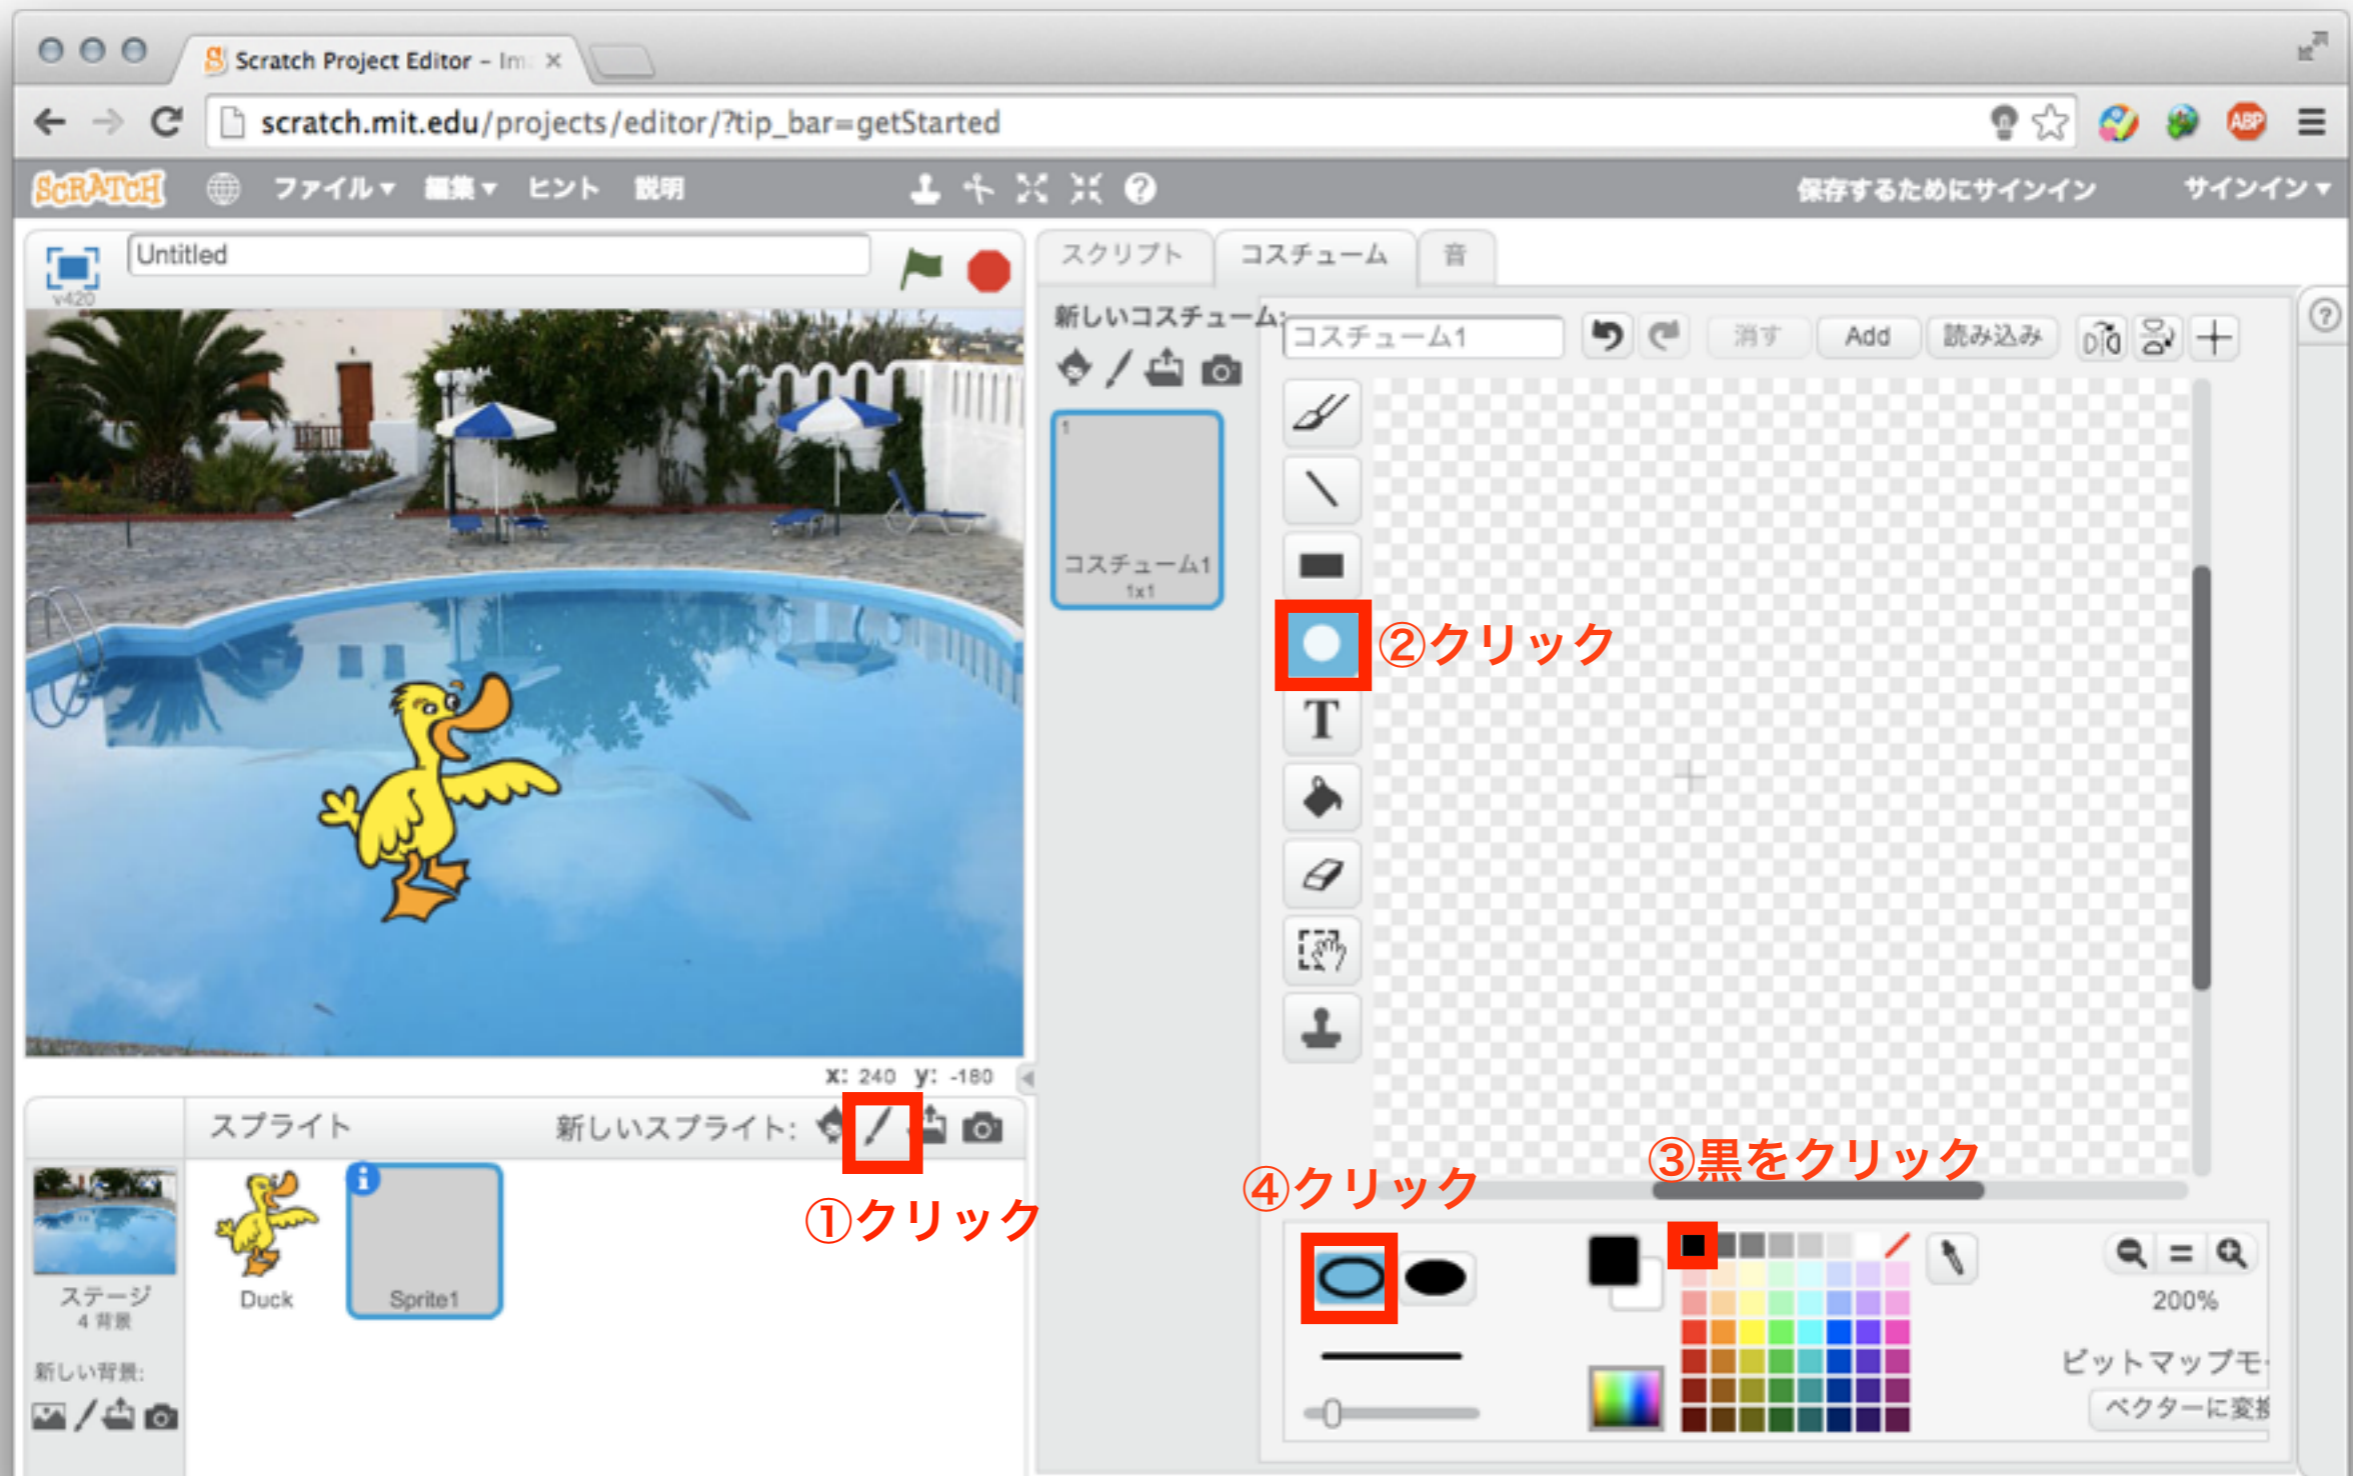 Scratch Project Editor – Im
scratch.mit.edu/projects/editor/?tip_bar=getStarted
ABP
SCRATCH
ファイル▼ 編集▼ ヒント 説明
保存するためにサインイン サインイン▼
Untitled
v420
スクリプト コスチューム 音
新しいコスチューム:
コスチューム1
消す Add 読み込み
1
コスチューム1
1x1
②クリック
T
x: 240 y: -180
スプライト 新しいスプライト:
①クリック
③黒をクリック
④クリック
ステージ
4 背景
Duck
Sprite1
新しい背景:
200%
ビットマップモ
ベクターに変換